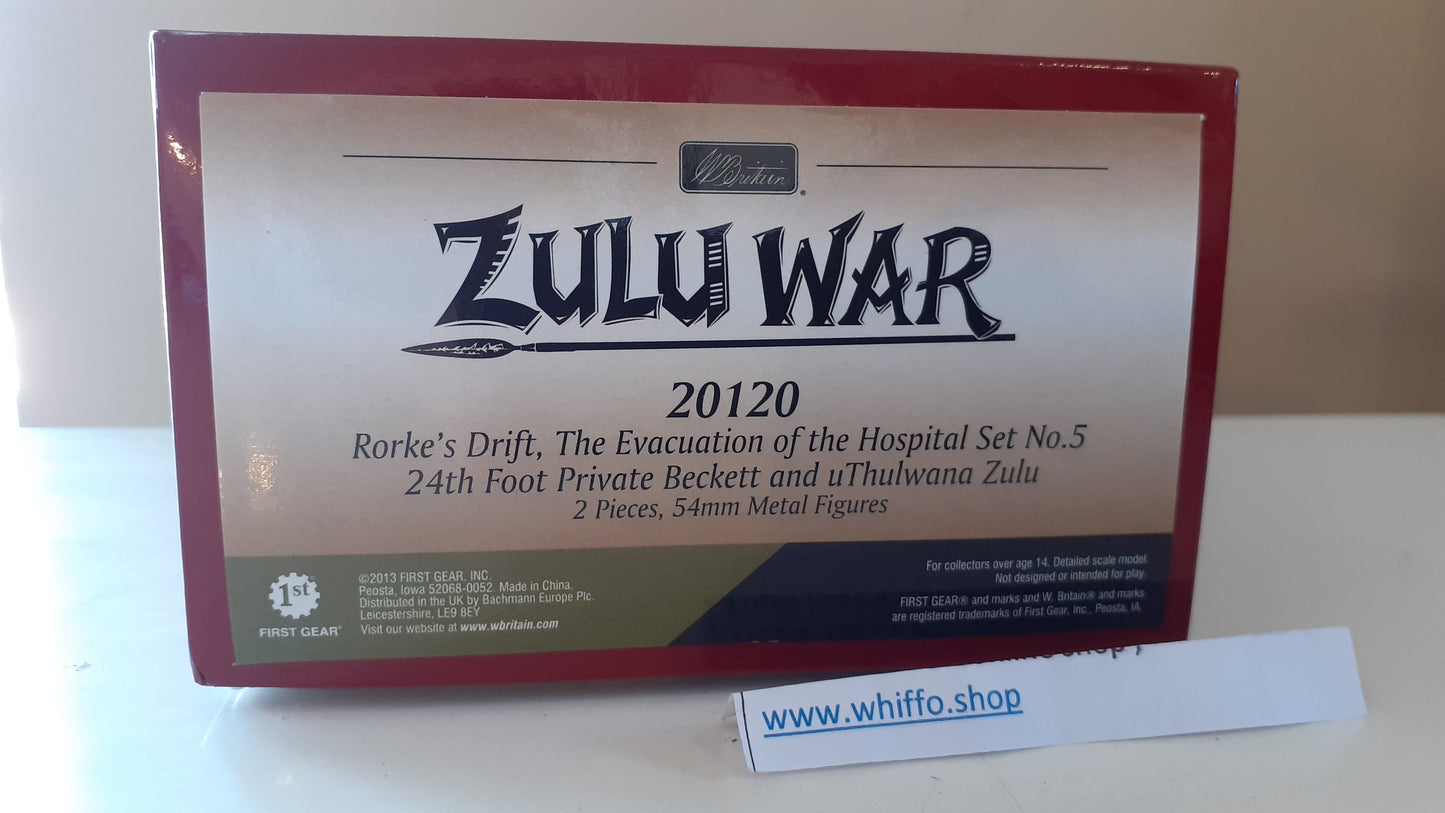 WBritain®
ZULU WAR
20120
Rorke's Drift, The Evacuation of the Hospital Set No.5
24th Foot Private Beckett and uThulwana Zulu
2 Pieces, 54mm Metal Figures
1st
FIRST GEAR®
©2013 FIRST GEAR, INC.
Peosta, Iowa 52068-0052. Made in China.
Distributed in the UK by Bachmann Europe Plc.
Leicestershire, LE9 8EY
Visit our website at www.wbritain.com
For collectors over age 14. Detailed scale model.
Not designed or intended for play.
FIRST GEAR® and marks and W. Britain® and marks
are registered trademarks of First Gear, Inc., Peosta, IA.
www.whiffo.shop